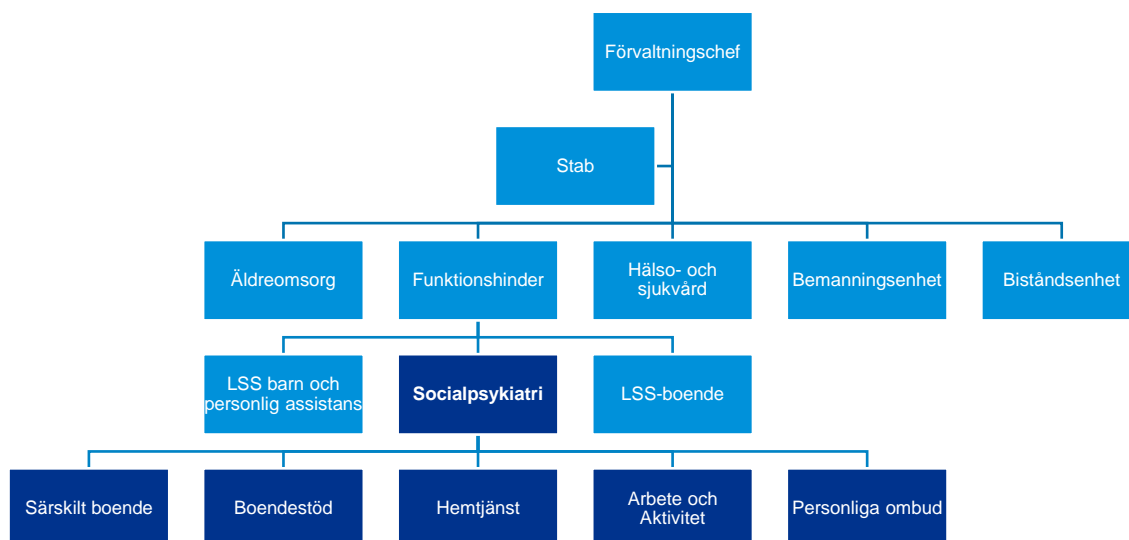 Förvaltningschef
Stab
Äldreomsorg
Funktionshinder
Hälso- och
sjukvård
Bemanningsenhet
Biståndsenhet
LSS barn och
personlig assistans
Socialpsykiatri
LSS-boende
Särskilt boende
Boendestöd
Hemtjänst
Arbete och
Aktivitet
Personliga ombud